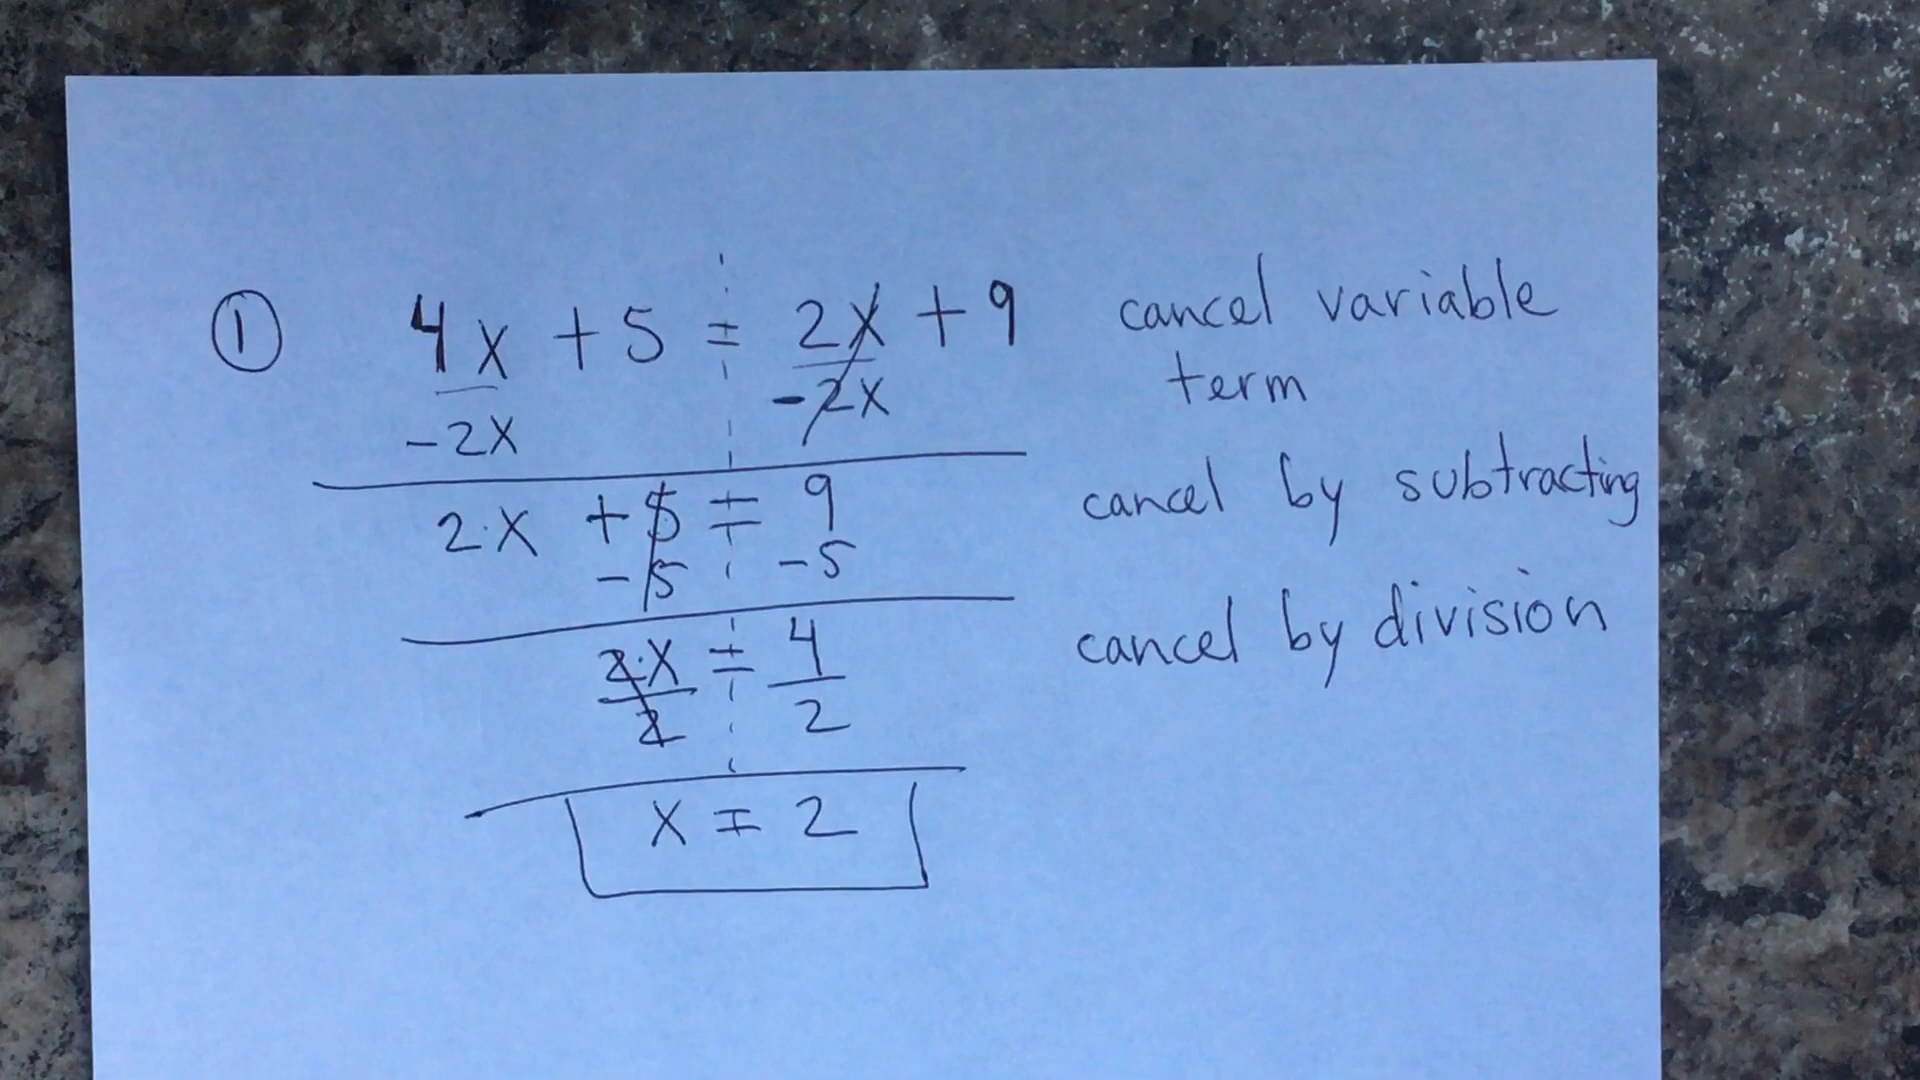 ① 4x + 5 = 2x + 9 cancel variable
term
-2x -2x
2·x + 5 = 9 cancel by subtracting
-5 -5
2·x = 4 cancel by division
2 2
x = 2